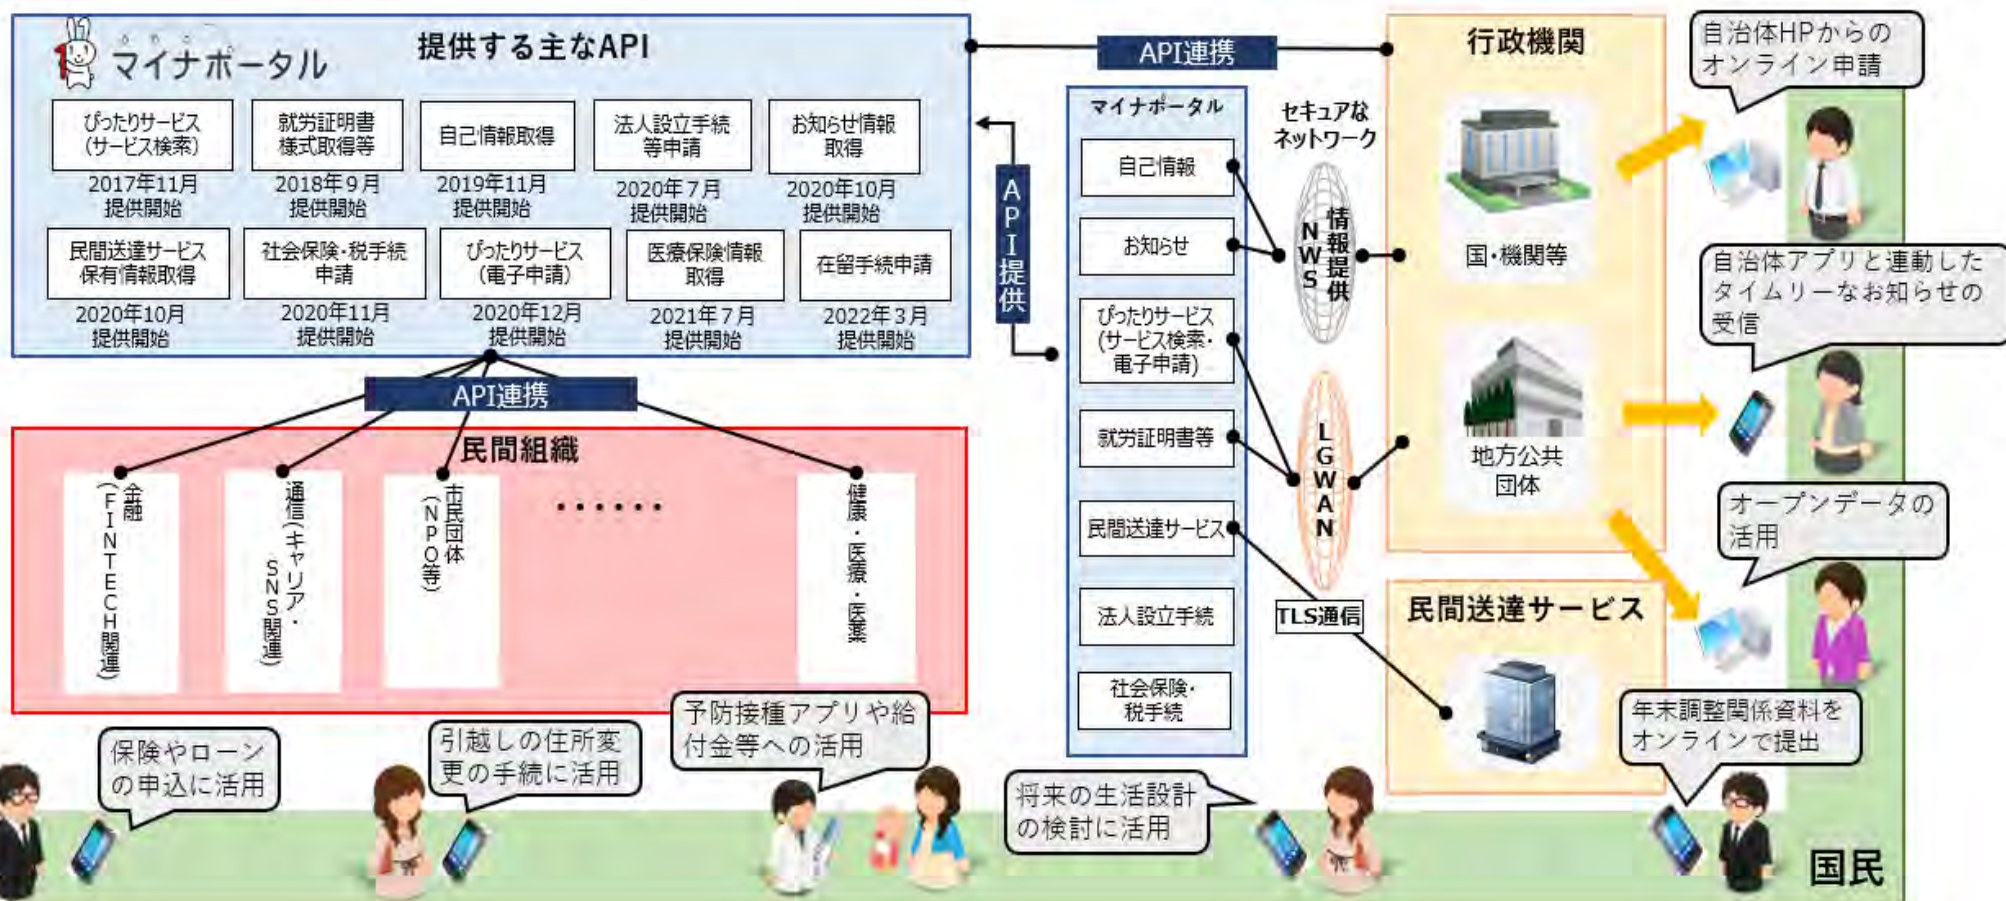 マイナポータル
提供する主なAPI
ぴったりサービス
(サービス検索)
2017年11月
提供開始
就労証明書
様式取得等
2018年9月
提供開始
自己情報取得
2019年11月
提供開始
法人設立手続
等申請
2020年7月
提供開始
お知らせ情報
取得
2020年10月
提供開始
民間送達サービス
保有情報取得
2020年10月
提供開始
社会保険・税手続
申請
2020年11月
提供開始
ぴったりサービス
(電子申請)
2020年12月
提供開始
医療保険情報
取得
2021年7月
提供開始
在留手続申請
2022年3月
提供開始
API連携
API連携
API提供
民間組織
金融
(FINTECH関連)
通信(キャリア・
SNS関連)
市民団体
(NPO等)
・・・・・・
健康・医療・医薬
マイナポータル
自己情報
お知らせ
ぴったりサービス
(サービス検索・
電子申請)
就労証明書等
民間送達サービス
法人設立手続
社会保険・
税手続
セキュアな
ネットワーク
情報提供
NWS
LGWAN
TLS通信
行政機関
国・機関等
地方公共
団体
民間送達サービス
自治体HPからの
オンライン申請
自治体アプリと連動した
タイムリーなお知らせの
受信
オープンデータの
活用
年末調整関係資料を
オンラインで提出
保険やローン
の申込に活用
引越しの住所変
更の手続に活用
予防接種アプリや給
付金等への活用
将来の生活設計
の検討に活用
国民